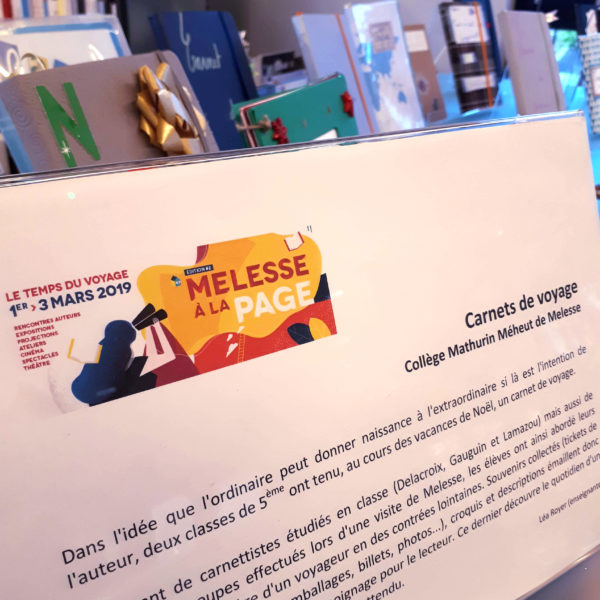 Tannet
N
LE TEMPS DU VOYAGE
1ER > 3 MARS 2019
RENCONTRES AUTEURS
EXPOSITIONS
PROJECTIONS
ATELIERS
CINÉMA
SPECTACLES
THÉÂTRE
ÉDITION #2
MELESSE
À LA PAGE
Carnets de voyage
Collège Mathurin Méheut de Melesse
Dans l'idée que l'ordinaire peut donner naissance à l'extraordinaire si là est l'intention de
l'auteur, deux classes de 5ème ont tenu, au cours des vacances de Noël, un carnet de voyage.
de carnettistes étudiés en classe (Delacroix, Gauguin et Lamazou) mais aussi de
effectués lors d'une visite de Melesse, les élèves ont ainsi abordé leurs
d'un voyageur en des contrées lointaines. Souvenirs collectés (tickets de
billets, photos...), croquis et descriptions émaillent donc
pour le lecteur. Ce dernier découvre le quotidien d'un
Léa Royer (enseignante